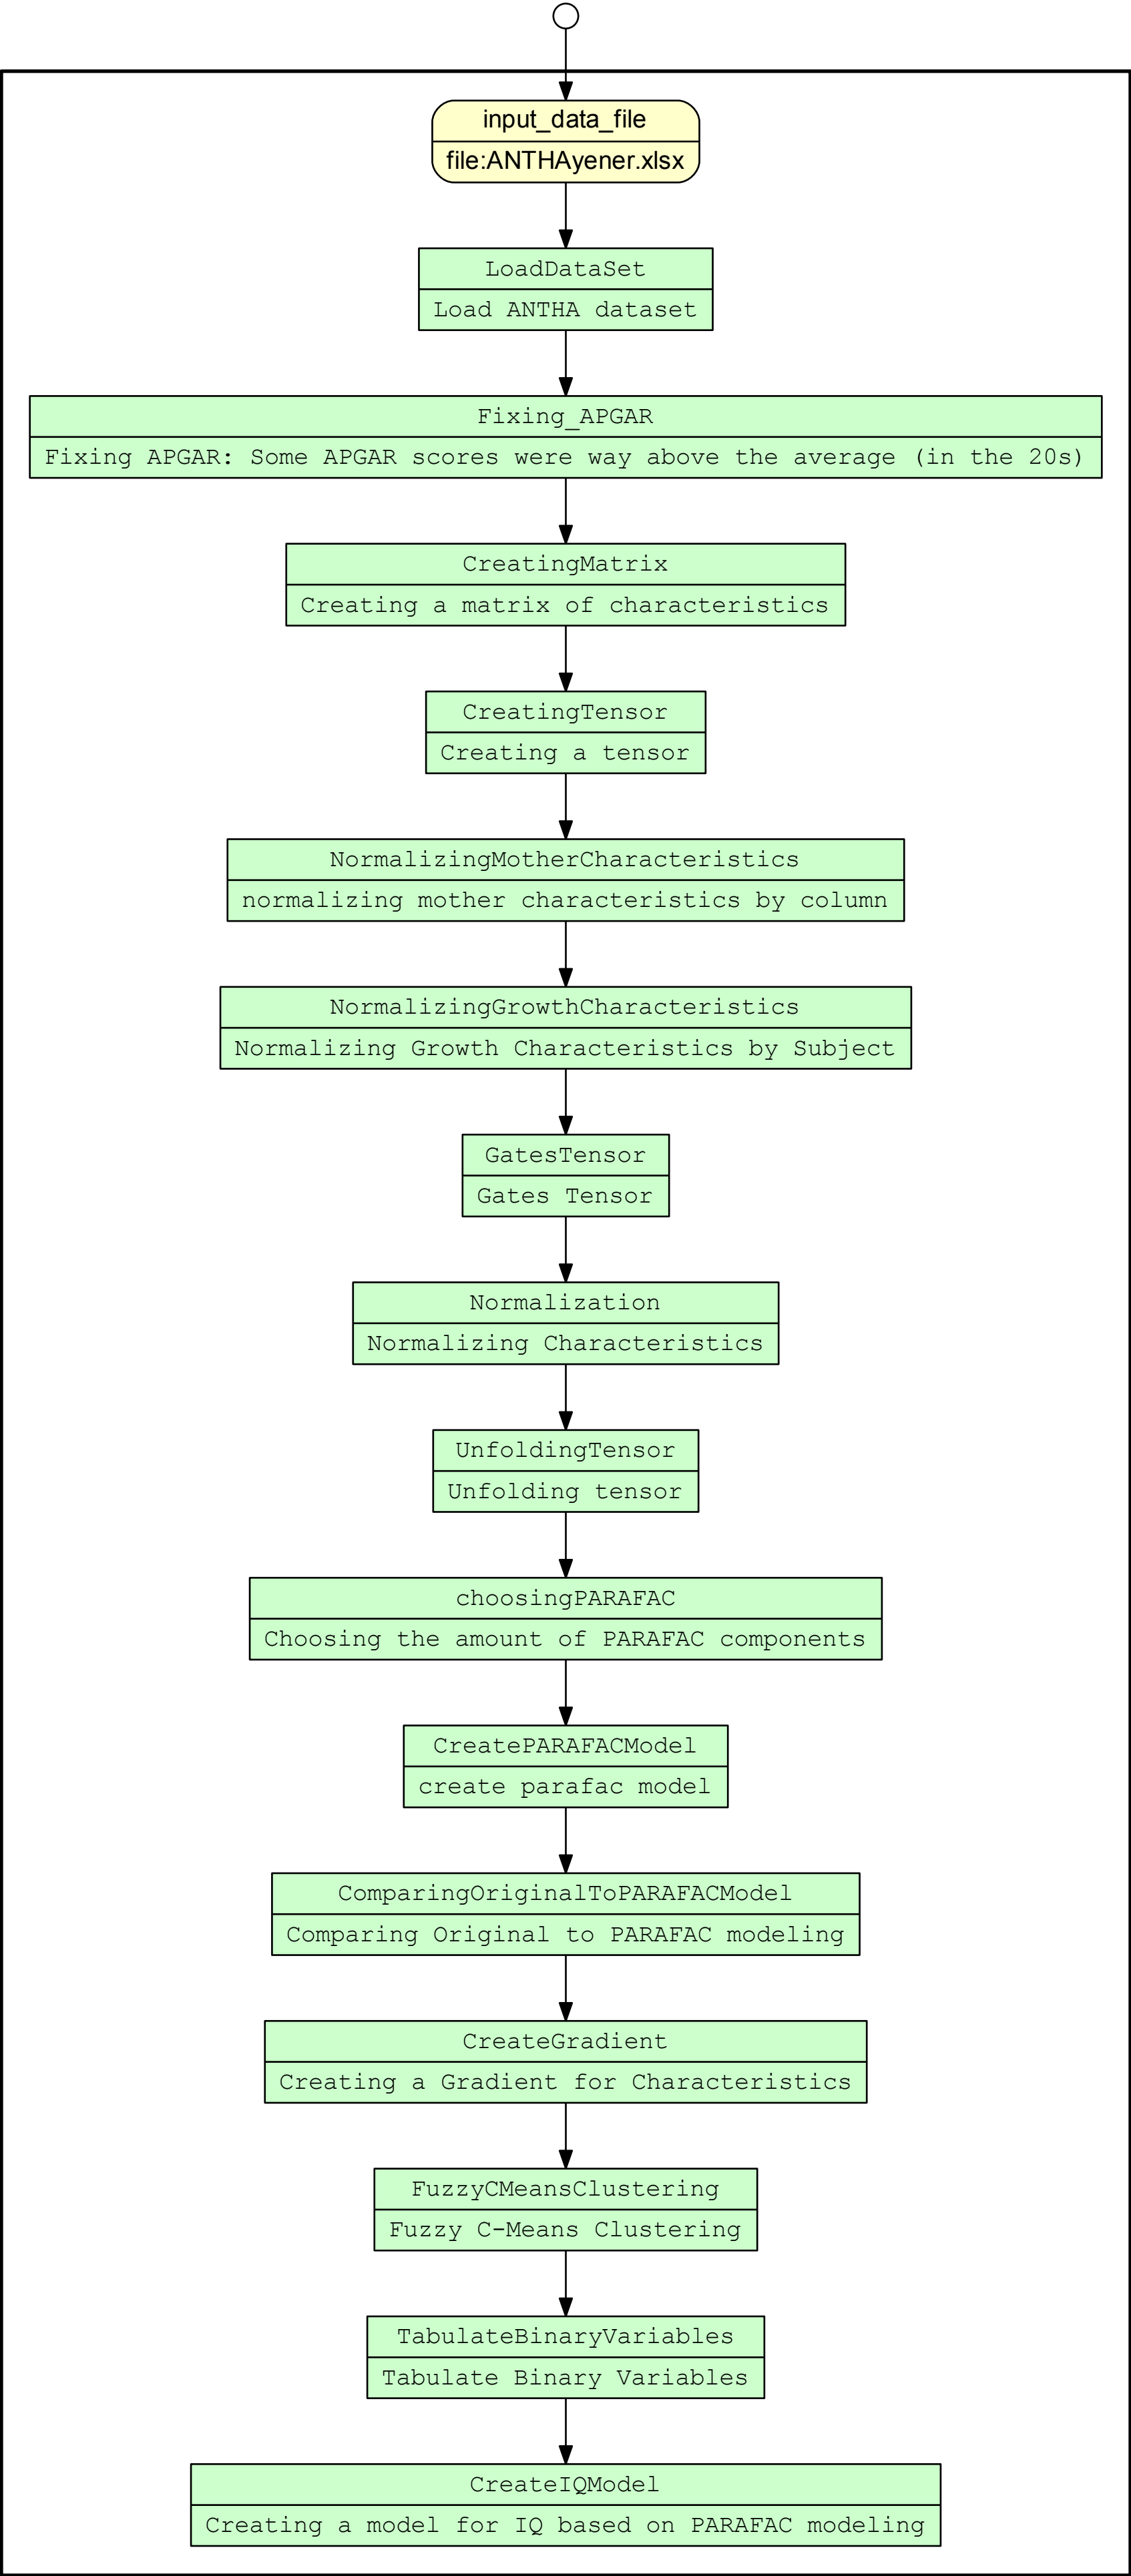 input_data_file
file:ANTHAyener.xlsx
LoadDataSet
Load ANTHA dataset
Fixing_APGAR
Fixing APGAR: Some APGAR scores were way above the average (in the 20s)
CreatingMatrix
Creating a matrix of characteristics
CreatingTensor
Creating a tensor
NormalizingMotherCharacteristics
normalizing mother characteristics by column
NormalizingGrowthCharacteristics
Normalizing Growth Characteristics by Subject
GatesTensor
Gates Tensor
Normalization
Normalizing Characteristics
UnfoldingTensor
Unfolding tensor
choosingPARAFAC
Choosing the amount of PARAFAC components
CreatePARAFACModel
create parafac model
ComparingOriginalToPARAFACModel
Comparing Original to PARAFAC modeling
CreateGradient
Creating a Gradient for Characteristics
FuzzyCMeansClustering
Fuzzy C-Means Clustering
TabulateBinaryVariables
Tabulate Binary Variables
CreateIQModel
Creating a model for IQ based on PARAFAC modeling